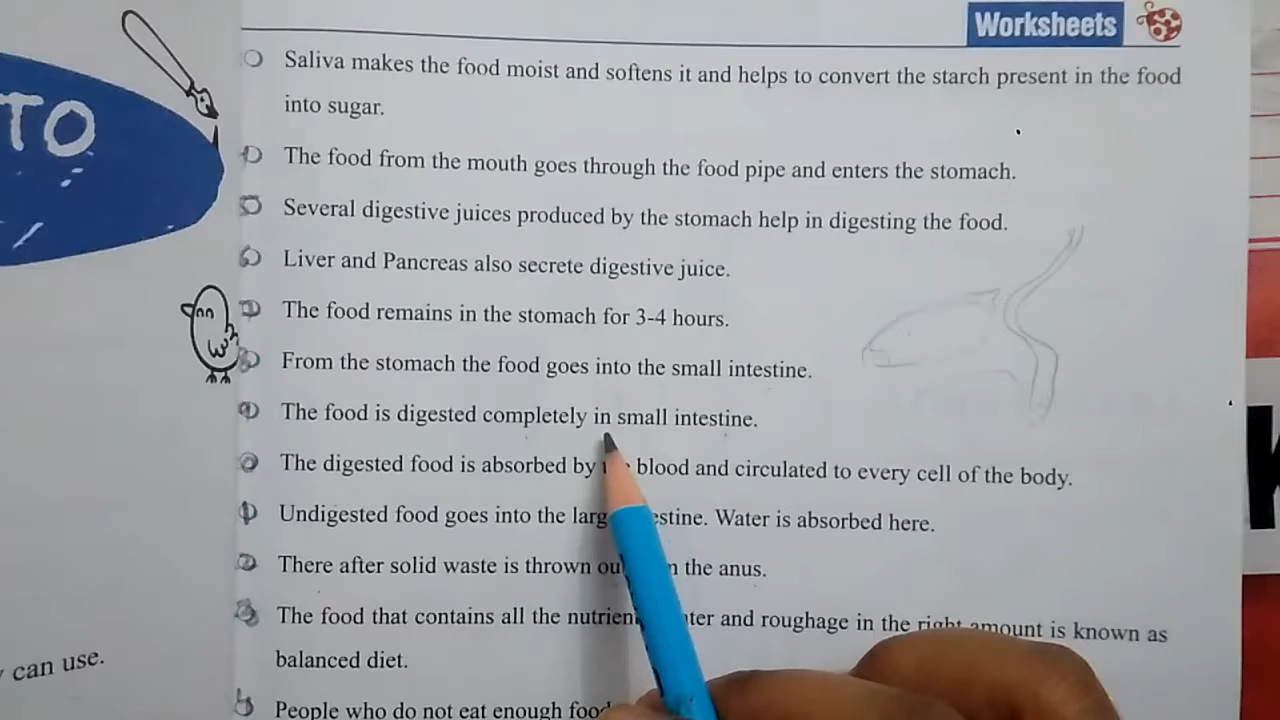 Worksheets
TO
Saliva makes the food moist and softens it and helps to convert the starch present in the food
into sugar.
The food from the mouth goes through the food pipe and enters the stomach.
Several digestive juices produced by the stomach help in digesting the food.
Liver and Pancreas also secrete digestive juice.
The food remains in the stomach for 3-4 hours.
From the stomach the food goes into the small intestine.
The food is digested completely in small intestine.
The digested food is absorbed by blood and circulated to every cell of the body.
Undigested food goes into the Water is absorbed here.
There after solid waste is thrown the anus.
The food that contains all the and roughage in the right amount is known as
balanced diet.
can use.
People who do not eat enough